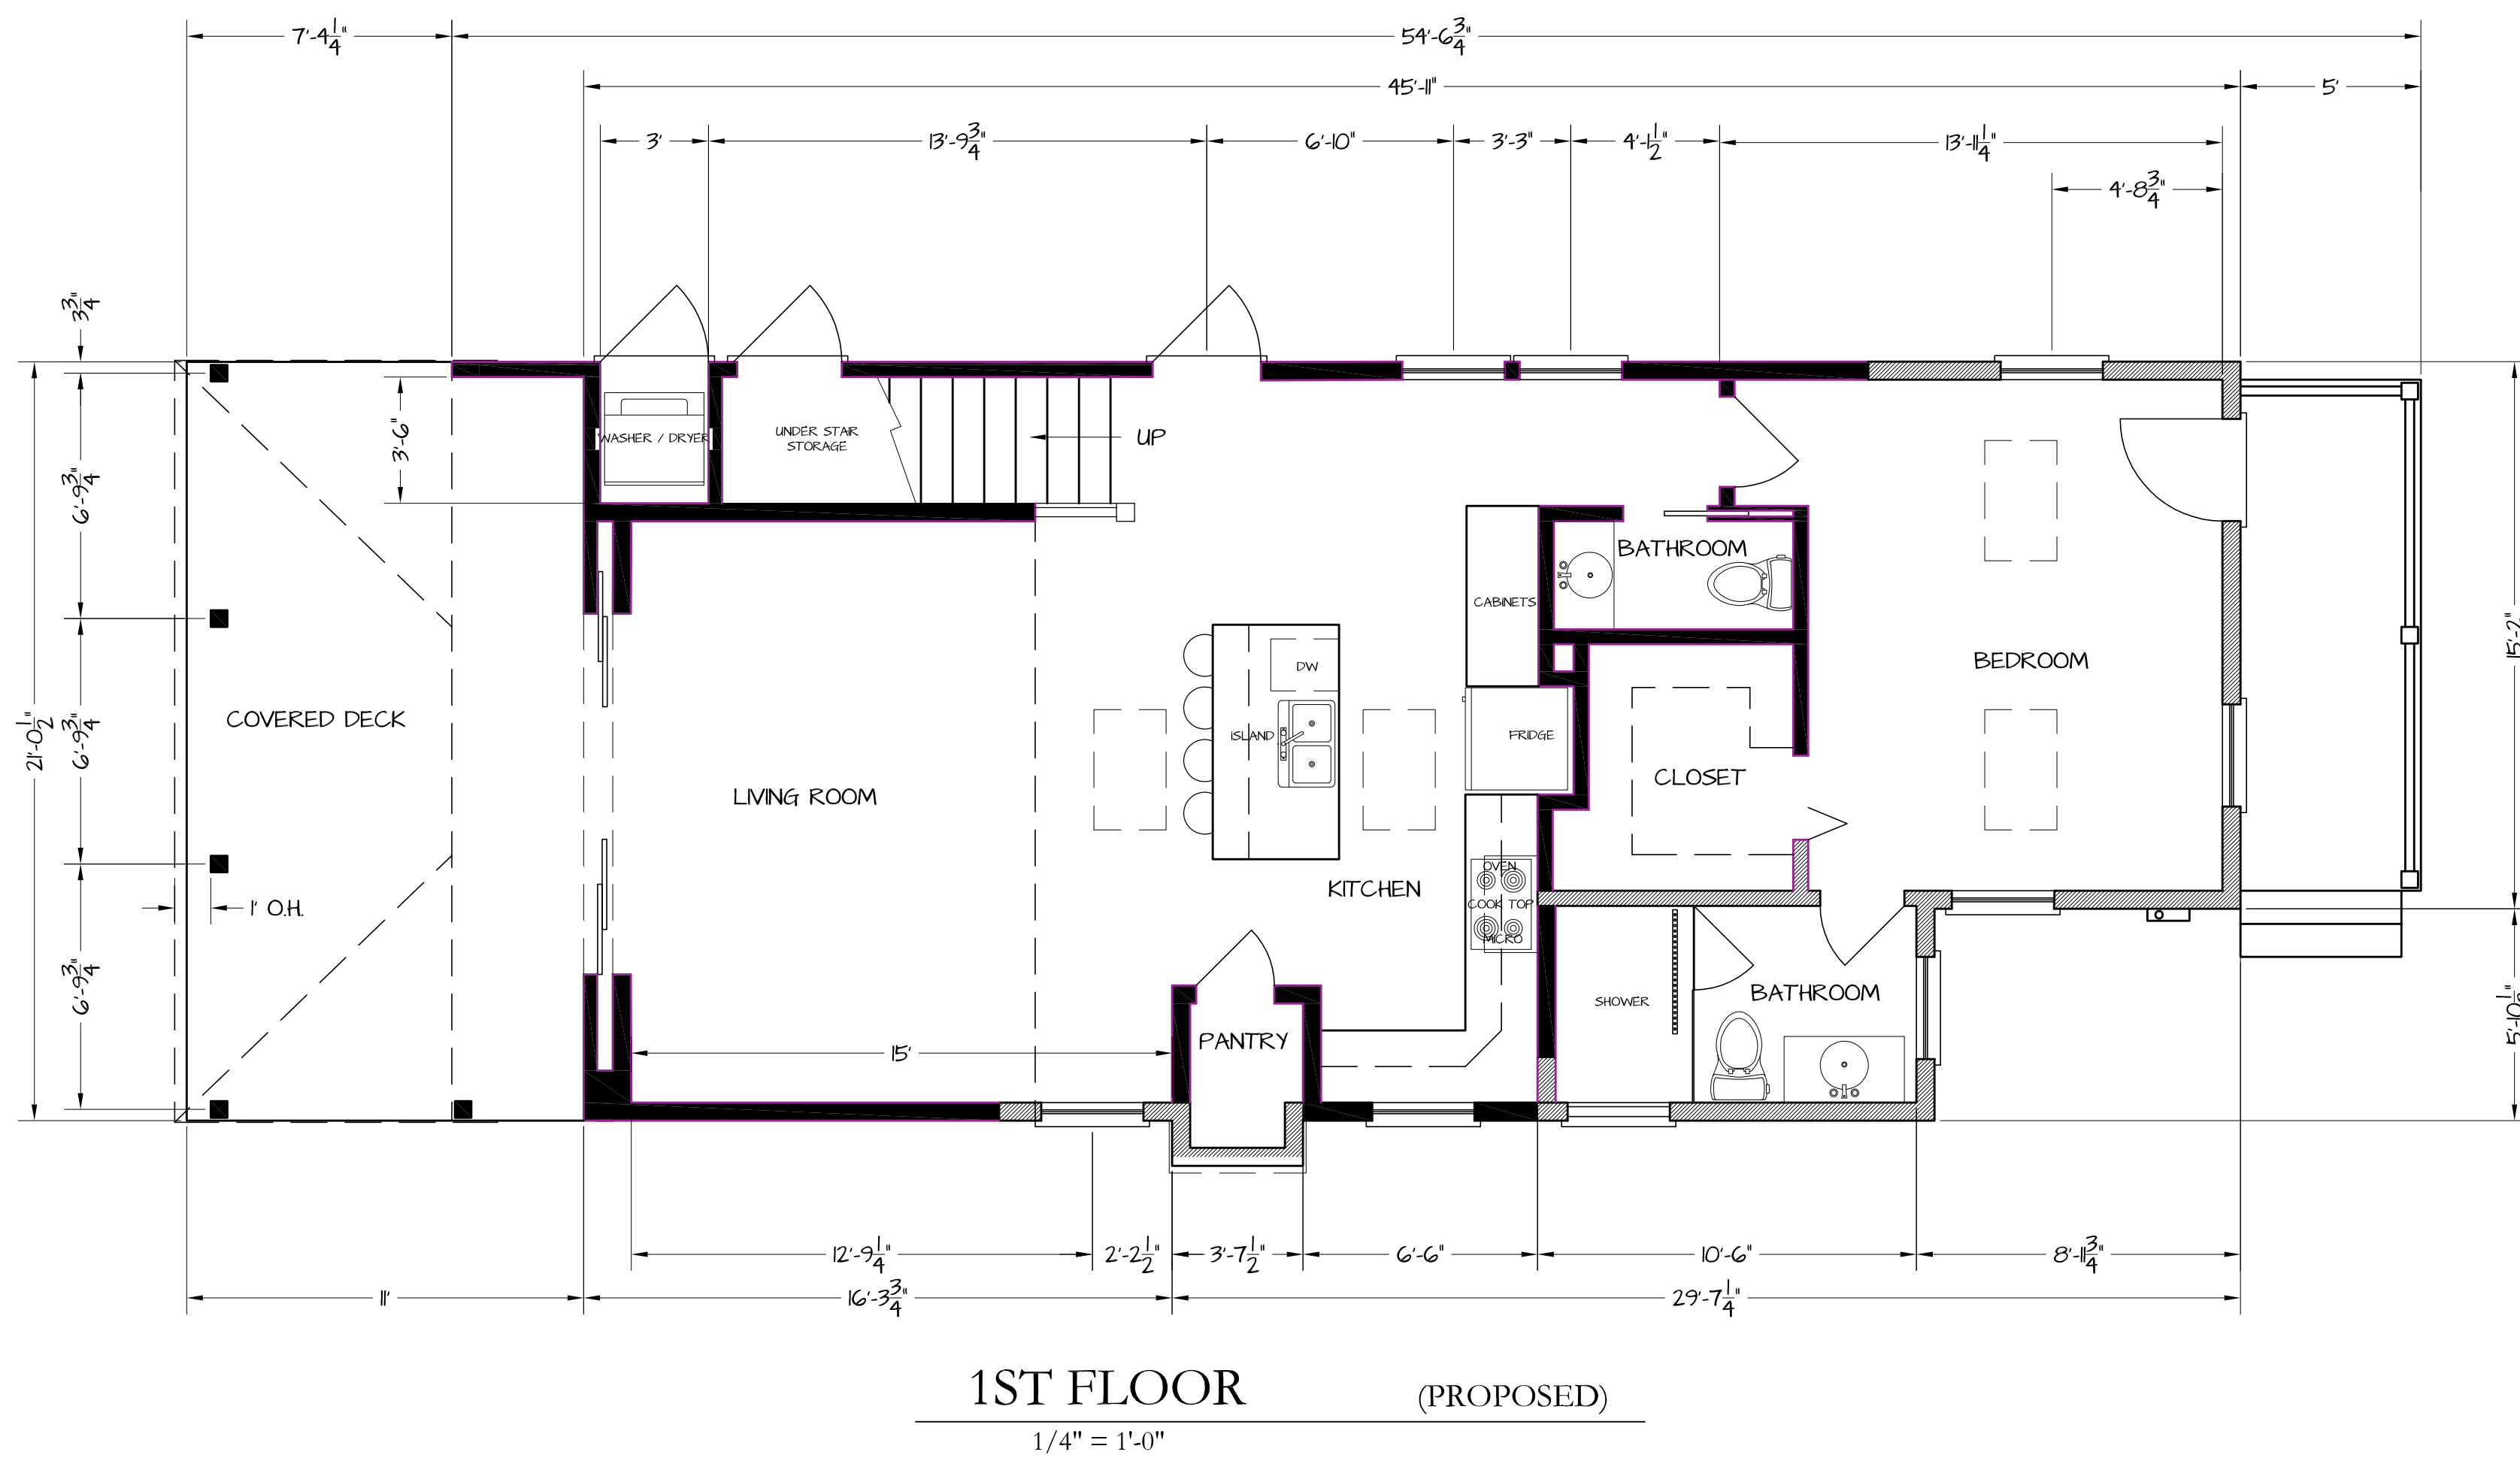 7'-4 1/4"
54'-6 3/4"
45'-11"
5'
3'
13'-9 3/4"
6'-10"
3'-3"
4'-1 1/2"
13'-11 1/4"
4'-8 3/4"
3 3/4"
21'-0 1/2"
6'-9 3/4"
6'-9 3/4"
6'-9 3/4"
3'-6"
1' O.H.
COVERED DECK
WASHER / DRYER
UNDER STAIR
STORAGE
UP
LIVING ROOM
15'
ISLAND
DW
KITCHEN
PANTRY
CABINETS
FRIDGE
OVEN
COOK TOP
MICRO
BATHROOM
CLOSET
BEDROOM
SHOWER
BATHROOM
15'-2"
5'-10 1/2"
12'-9 1/4"
2'-2 1/2"
3'-7 1/2"
6'-6"
10'-6"
8'-11 3/4"
11'
16'-3 3/4"
29'-7 1/4"
1ST FLOOR (PROPOSED)
1/4" = 1'-0"